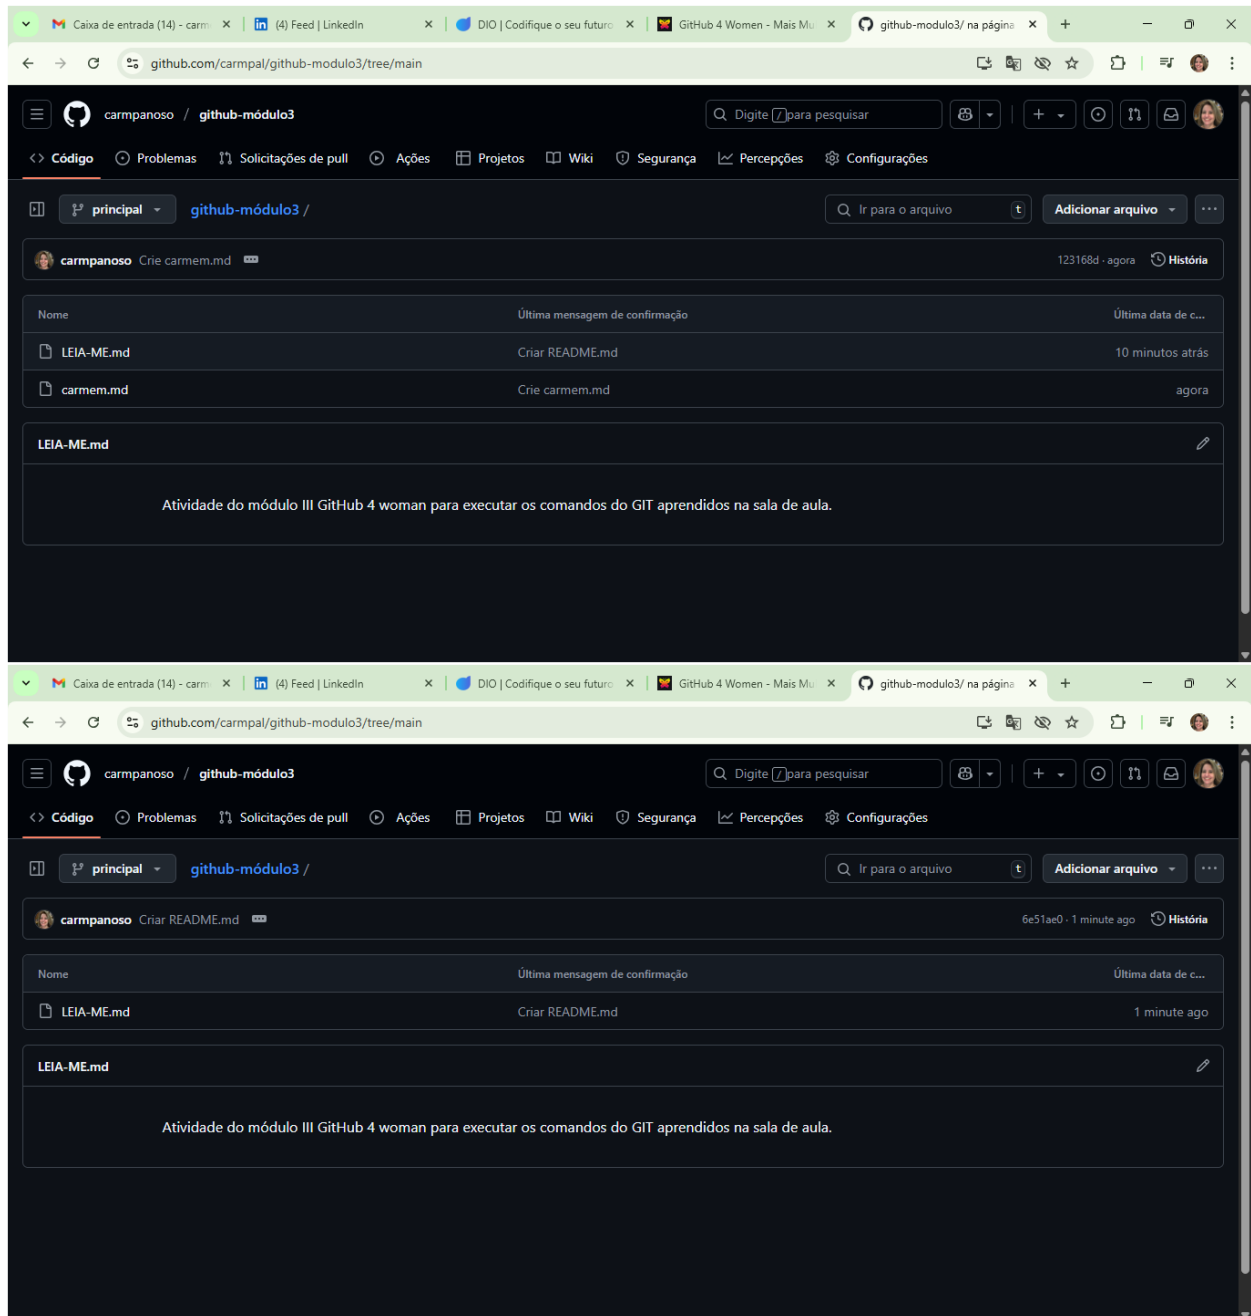 Caixa de entrada (14) - carm
(4) Feed | LinkedIn
DIO | Codifique o seu futuro
GitHub 4 Women - Mais Mu
github-modulo3/ na página
github.com/carmpal/github-modulo3/tree/main
carmpanoso / github-módulo3
Digite / para pesquisar
Código
Problemas
Solicitações de pull
Ações
Projetos
Wiki
Segurança
Percepções
Configurações
principal
github-módulo3 /
Ir para o arquivo
t
Adicionar arquivo
carmpanoso Crie carmem.md
123168d · agora
História
Nome
Última mensagem de confirmação
Última data de c...
LEIA-ME.md
Criar README.md
10 minutos atrás
carmem.md
Crie carmem.md
agora
LEIA-ME.md
Atividade do módulo III GitHub 4 woman para executar os comandos do GIT aprendidos na sala de aula.
Caixa de entrada (14) - carm
(4) Feed | LinkedIn
DIO | Codifique o seu futuro
GitHub 4 Women - Mais Mu
github-modulo3/ na página
github.com/carmpal/github-modulo3/tree/main
carmpanoso / github-módulo3
Digite / para pesquisar
Código
Problemas
Solicitações de pull
Ações
Projetos
Wiki
Segurança
Percepções
Configurações
principal
github-módulo3 /
Ir para o arquivo
t
Adicionar arquivo
carmpanoso Criar README.md
6e51ae0 · 1 minute ago
História
Nome
Última mensagem de confirmação
Última data de c...
LEIA-ME.md
Criar README.md
1 minute ago
LEIA-ME.md
Atividade do módulo III GitHub 4 woman para executar os comandos do GIT aprendidos na sala de aula.